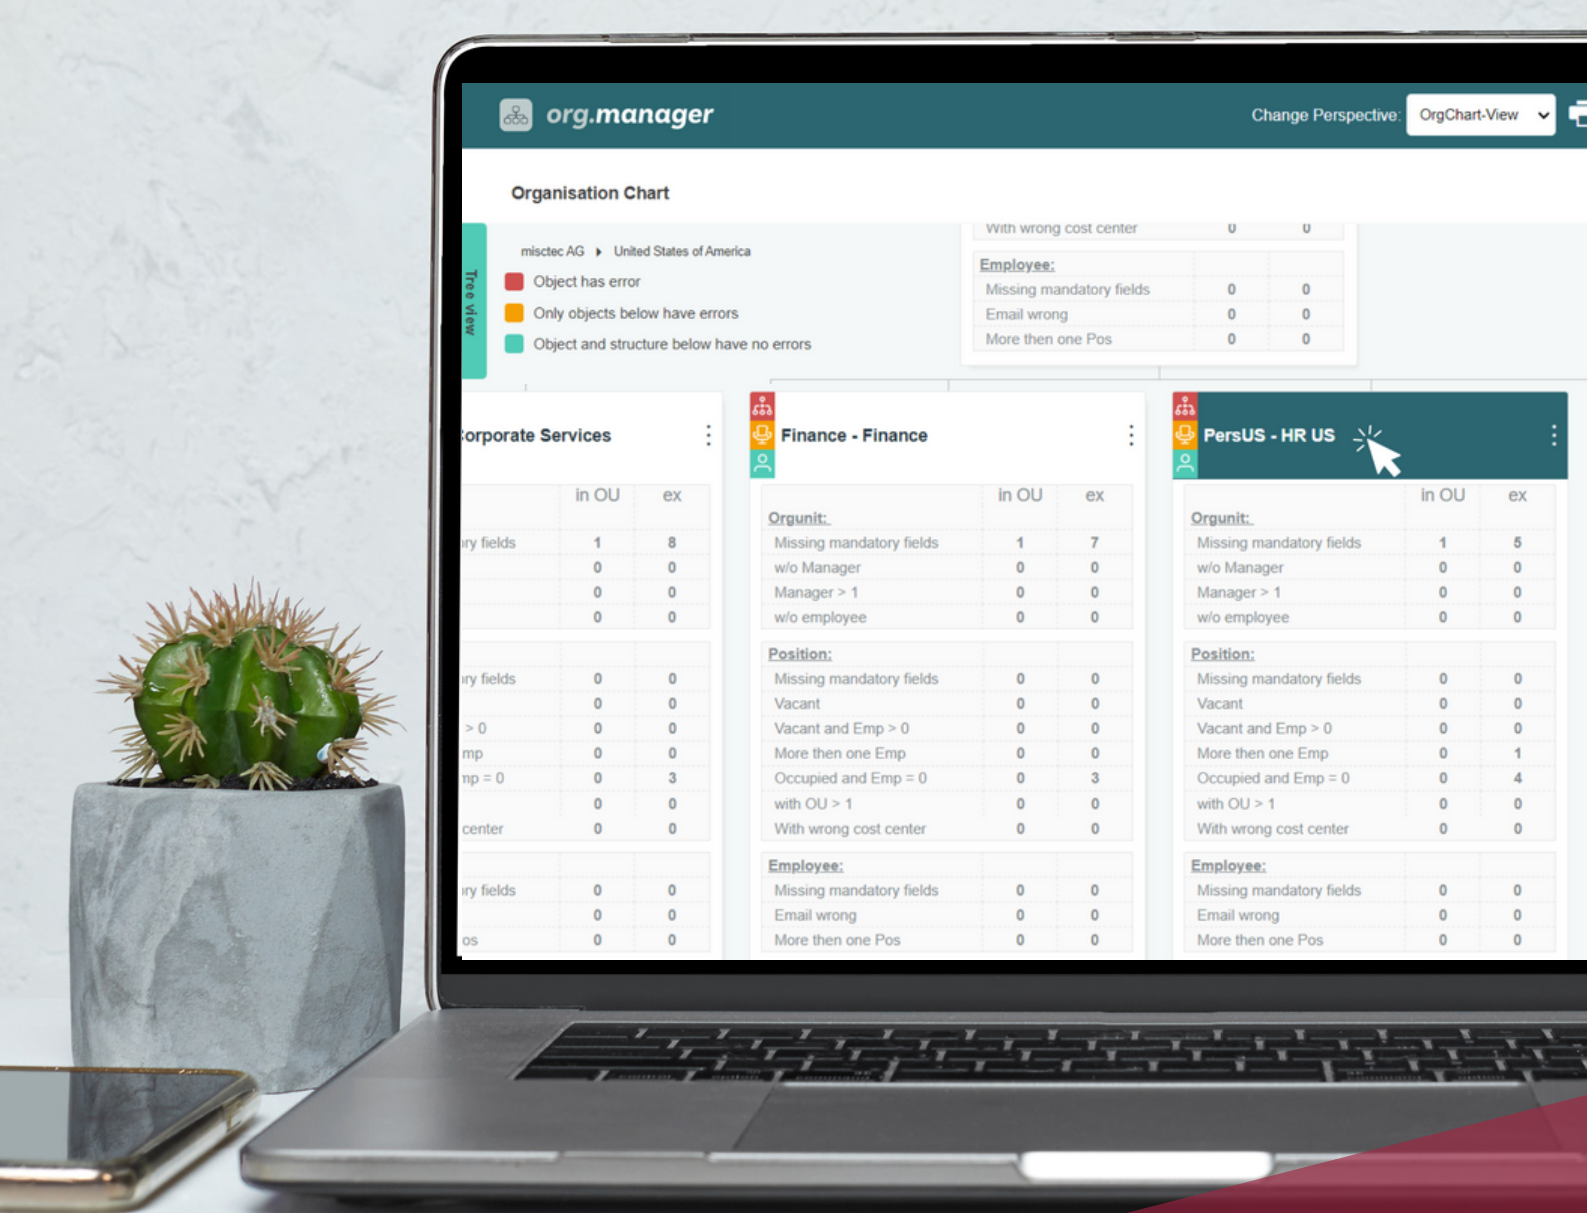 org.manager
Change Perspective: OrgChart-View
Organisation Chart
Tree view
misctec AG United States of America
Object has error
Only objects below have errors
Object and structure below have no errors
With wrong cost center 0 0
Employee:
Missing mandatory fields 0 0
Email wrong 0 0
More then one Pos 0 0
orporate Services
in OU ex
ry fields 1 8
0 0
0 0
0 0
ry fields 0 0
0 0
> 0 0 0
mp 0 0
mp = 0 0 3
0 0
center 0 0
ry fields 0 0
0 0
os 0 0
Finance - Finance
in OU ex
Orgunit:
Missing mandatory fields 1 7
w/o Manager 0 0
Manager > 1 0 0
w/o employee 0 0
Position:
Missing mandatory fields 0 0
Vacant 0 0
Vacant and Emp > 0 0 0
More then one Emp 0 0
Occupied and Emp = 0 0 3
with OU > 1 0 0
With wrong cost center 0 0
Employee:
Missing mandatory fields 0 0
Email wrong 0 0
More then one Pos 0 0
PersUS - HR US
in OU ex
Orgunit:
Missing mandatory fields 1 5
w/o Manager 0 0
Manager > 1 0 0
w/o employee 0 0
Position:
Missing mandatory fields 0 0
Vacant 0 0
Vacant and Emp > 0 0 0
More then one Emp 0 1
Occupied and Emp = 0 0 4
with OU > 1 0 0
With wrong cost center 0 0
Employee:
Missing mandatory fields 0 0
Email wrong 0 0
More then one Pos 0 0